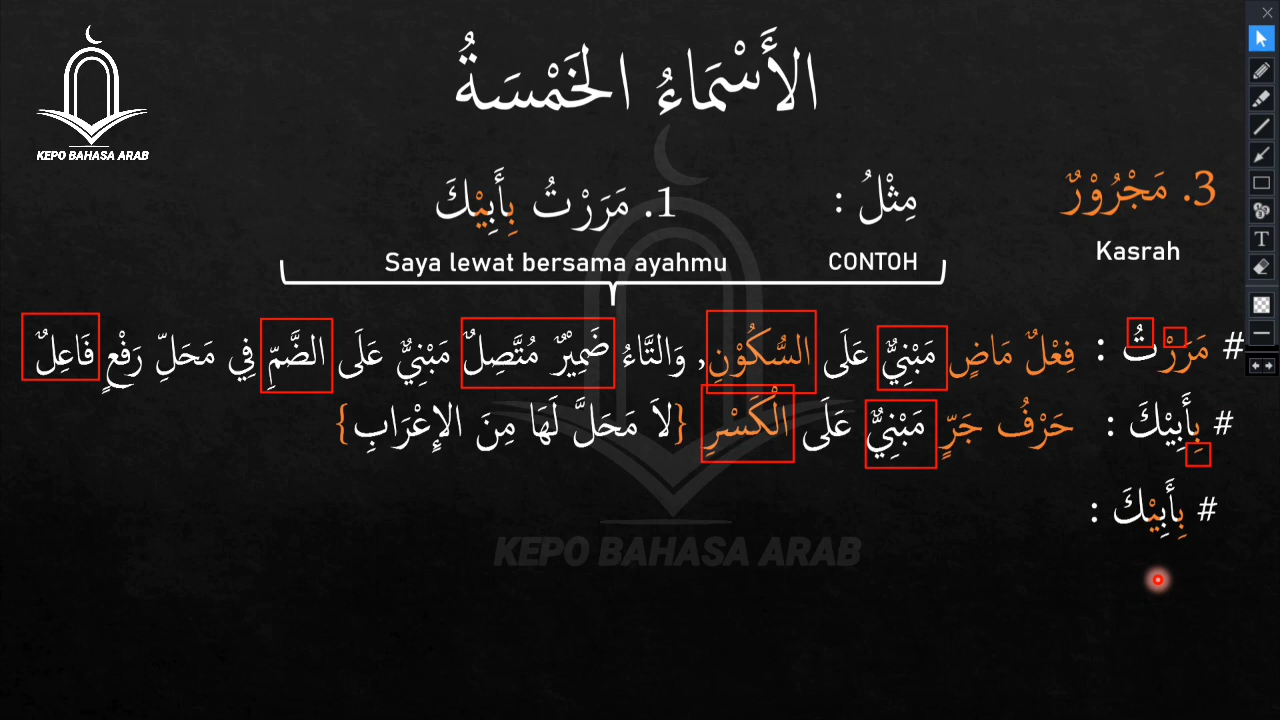 KEPO BAHASA ARAB
الأَسْمَاءُ الخَمْسَةُ
3. مَجْرُوْرٌ
Kasrah
مِثْلُ :
CONTOH
1. مَرَرْتُ بِأَبِيْكَ
Saya lewat bersama ayahmu
# مَرَرْتُ : فِعْلٌ مَاضٍ مَبْنِيٌّ عَلَى السُّكُوْنِ, وَالتَّاءُ ضَمِيْرٌ مُتَّصِلٌ مَبْنِيٌّ عَلَى الضَّمِّ فِي مَحَلِّ رَفْعٍ فَاعِلٌ
# بِأَبِيْكَ : حَرْفُ جَرٍّ مَبْنِيٌّ عَلَى الْكَسْرِ {لاَ مَحَلَّ لَهَا مِنَ الإِعْرَابِ}
# بِأَبِيْكَ :
KEPO BAHASA ARAB